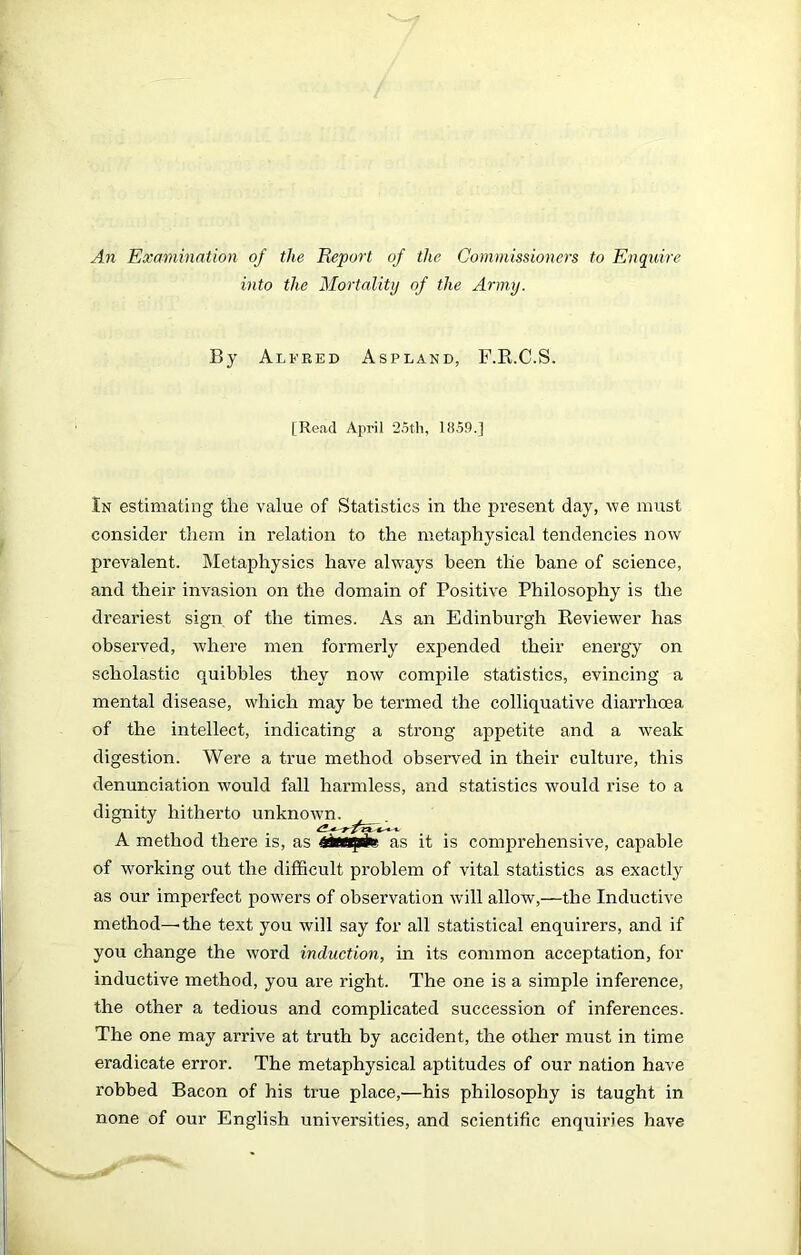 An Examination of the Report of the Commissioners to Enquire
into the Mortality of the Army.
By Alfred Aspland, F.R.C.S.
[Read April 25th, 1859.]
In estimating the value of Statistics in the present day, we must
consider them in relation to the metaphysical tendencies now
prevalent. Metaphysics have always been the bane of science,
and their invasion on the domain of Positive Philosophy is the
dreariest sign of the times. As an Edinburgh Reviewer has
observed, where men formerly expended their energy on
scholastic quibbles they now compile statistics, evincing a
mental disease, which may be termed the colliquative diarrhœa
of the intellect, indicating a strong appetite and a weak
digestion. Were a true method observed in their culture, this
denunciation would fall harmless, and statistics would rise to a
dignity hitherto unknown.
certain
A method there is, as simple as it is comprehensive, capable
of working out the difficult problem of vital statistics as exactly
as our imperfect powers of observation will allow,—the Inductive
method—the text you will say for all statistical enquirers, and if
you change the word induction, in its common acceptation, for
inductive method, you are right. The one is a simple inference,
the other a tedious and complicated succession of inferences.
The one may arrive at truth by accident, the other must in time
eradicate error. The metaphysical aptitudes of our nation have
robbed Bacon of his true place,—his philosophy is taught in
none of our English universities, and scientific enquiries have